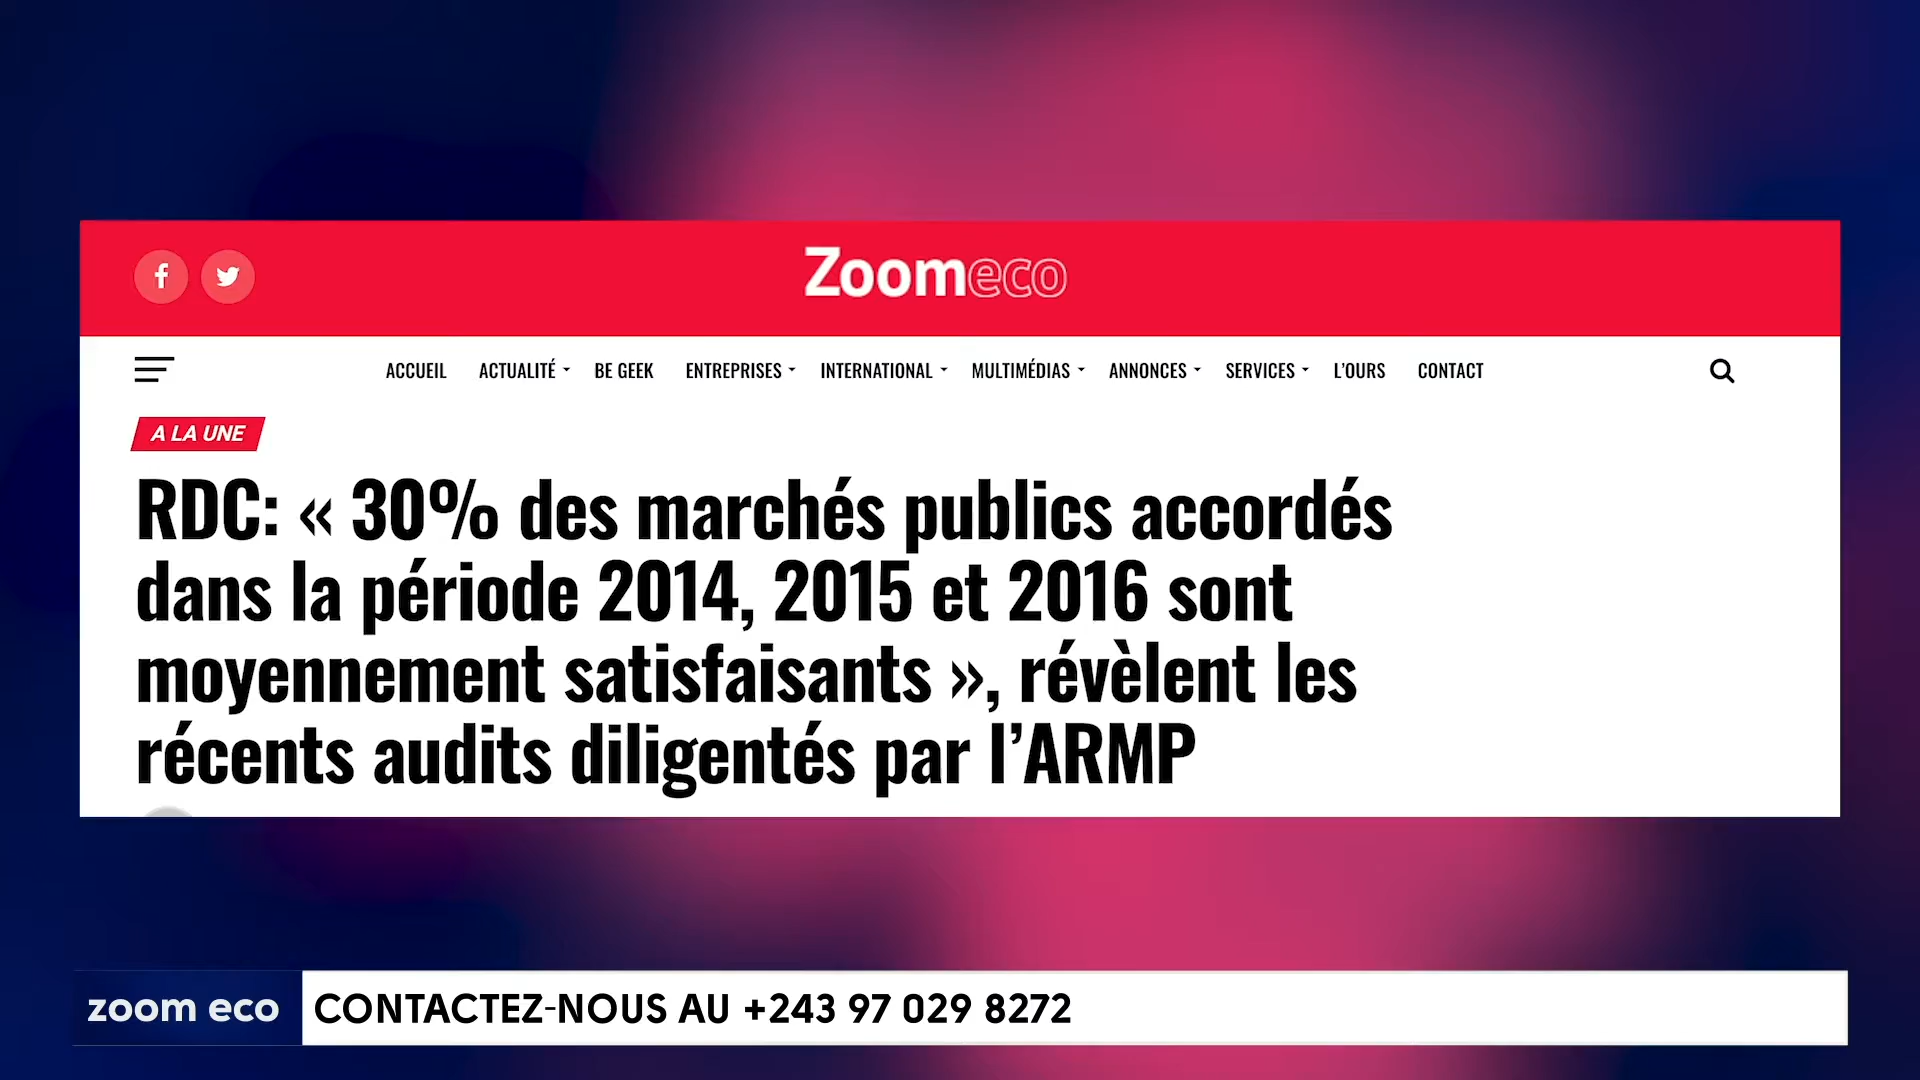 Zoomeco
ACCUEIL ACTUALITÉ BE GEEK ENTREPRISES INTERNATIONAL MULTIMÉDIAS ANNONCES SERVICES L'OURS CONTACT
A LA UNE
RDC: « 30% des marchés publics accordés
dans la période 2014, 2015 et 2016 sont
moyennement satisfaisants », révèlent les
récents audits diligentés par l’ARMP
zoom eco CONTACTEZ-NOUS AU +243 97 029 8272